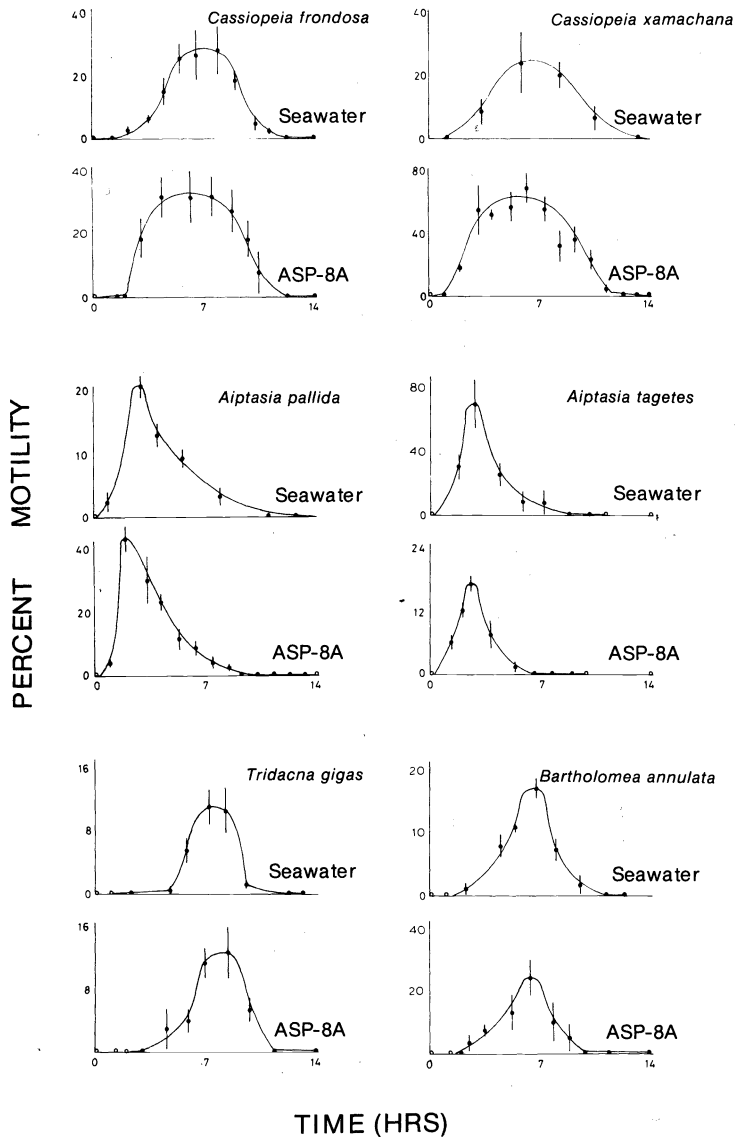 Cassiopeia frondosa
40
20
0
Seawater
40
20
0
ASP-8A
0 7 14
Cassiopeia xamachana
40
20
0
Seawater
80
40
0
ASP-8A
0 7 14
Aiptasia pallida
20
10
0
Seawater
40
20
0
ASP-8A
0 7 14
Aiptasia tagetes
80
40
0
Seawater
24
12
0
ASP-8A
0 7 14
Tridacna gigas
16
8
0
Seawater
16
8
0
ASP-8A
0 7 14
Bartholomea annulata
20
10
0
Seawater
40
20
0
ASP-8A
0 7 14
PERCENT MOTILITY
TIME (HRS)